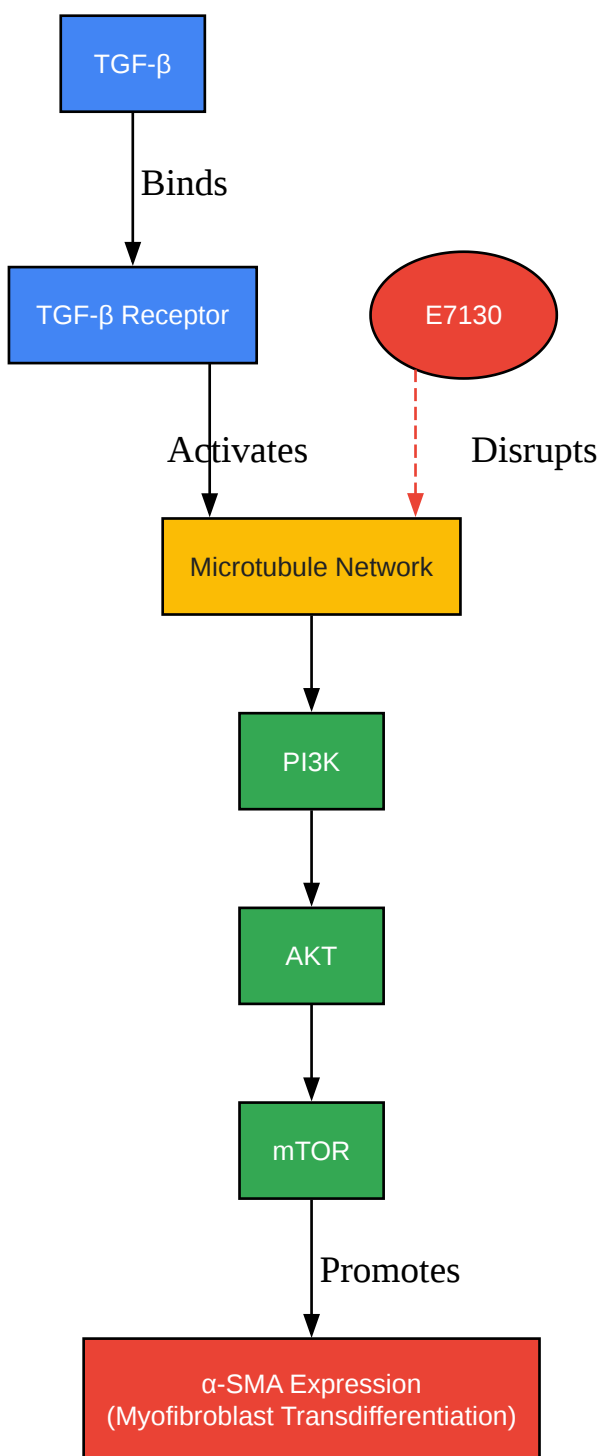 TGF-β
Binds
TGF-β Receptor
E7130
Activates
Disrupts
Microtubule Network
PI3K
AKT
mTOR
Promotes
α-SMA Expression
(Myofibroblast Transdifferentiation)